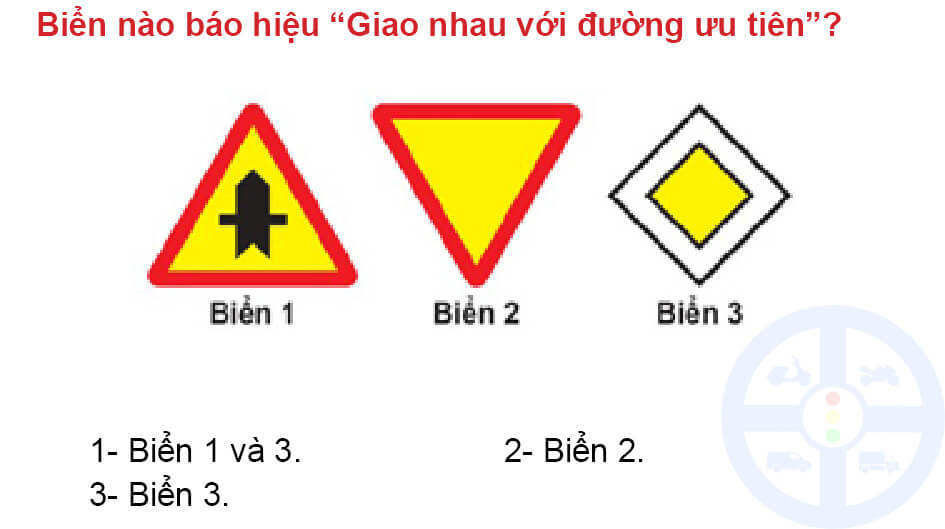 Biển nào báo hiệu “Giao nhau với đường ưu tiên”?
Biển 1 Biển 2 Biển 3
1- Biển 1 và 3. 2- Biển 2.
3- Biển 3.